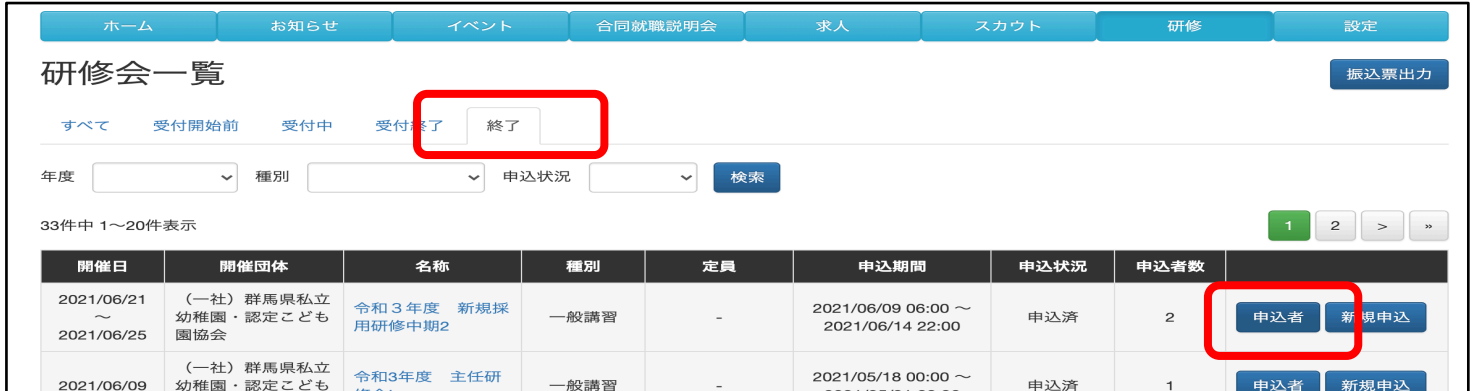 ホーム お知らせ イベント 合同就職説明会 求人 スカウト 研修 設定
研修会一覧 振込票出力
すべて 受付開始前 受付中 受付終了 終了
年度 種別 申込状況 検索
33件中 1～20件表示 1 2 > »
開催日 開催団体 名称 種別 定員 申込期間 申込状況 申込者数
2021/06/21 ～ 2021/06/25
（一社）群馬県私立
幼稚園・認定こども
園協会
令和３年度　新規採
用研修中期2
一般講習
-
2021/06/09 06:00 ～
2021/06/14 22:00
申込済
2
申込者 新規申込
2021/06/09
（一社）群馬県私立
幼稚園・認定こども
令和3年度　主任研
一般講習
-
2021/05/18 00:00 ～
申込済
1
申込者 新規申込